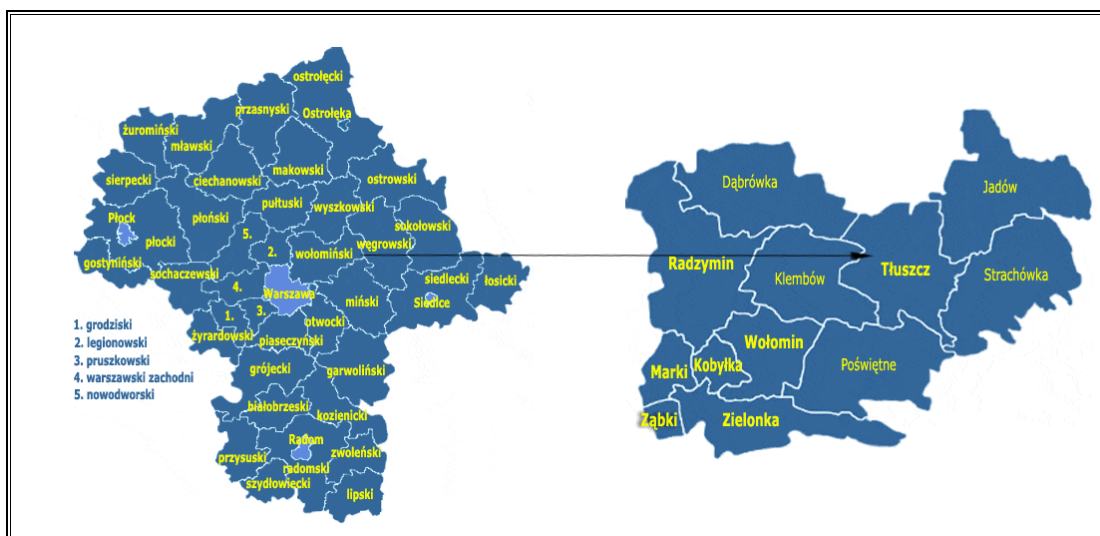 ostrołęcki
przasnyski
Ostrołęka
żuromiński
mławski
makowski
sierpecki
ciechanowski
ostrowski
pułtuski
wyszkowski
Płock
płoński
płocki
5.
sokołowski
węgrowski
2.
wołomiński
gostyniński
sochaczewski
siedlecki
łosicki
4.
Warszawa
Siedlce
miński
1.
3.
otwocki
żyrardowski
piaseczyński
grójecki
garwoliński
białobrzeski
kozienicki
Radom
zwoleński
przysuski
radomski
szydłowiecki
lipski
1. grodziski
2. legionowski
3. pruszkowski
4. warszawski zachodni
5. nowodworski
Dąbrówka
Jadów
Radzymin
Klembów
Tłuszcz
Strachówka
Wołomin
Marki
Kobyłka
Poświętne
Ząbki
Zielonka